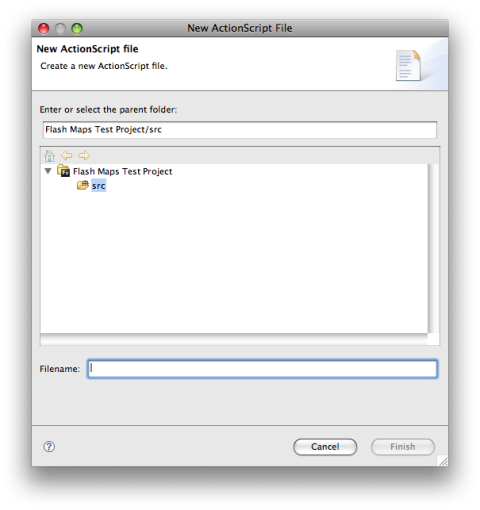 New ActionScript File
New ActionScript file
Create a new ActionScript file.
Enter or select the parent folder:
Flash Maps Test Project/src
Flash Maps Test Project
src
Filename:
Cancel
Finish